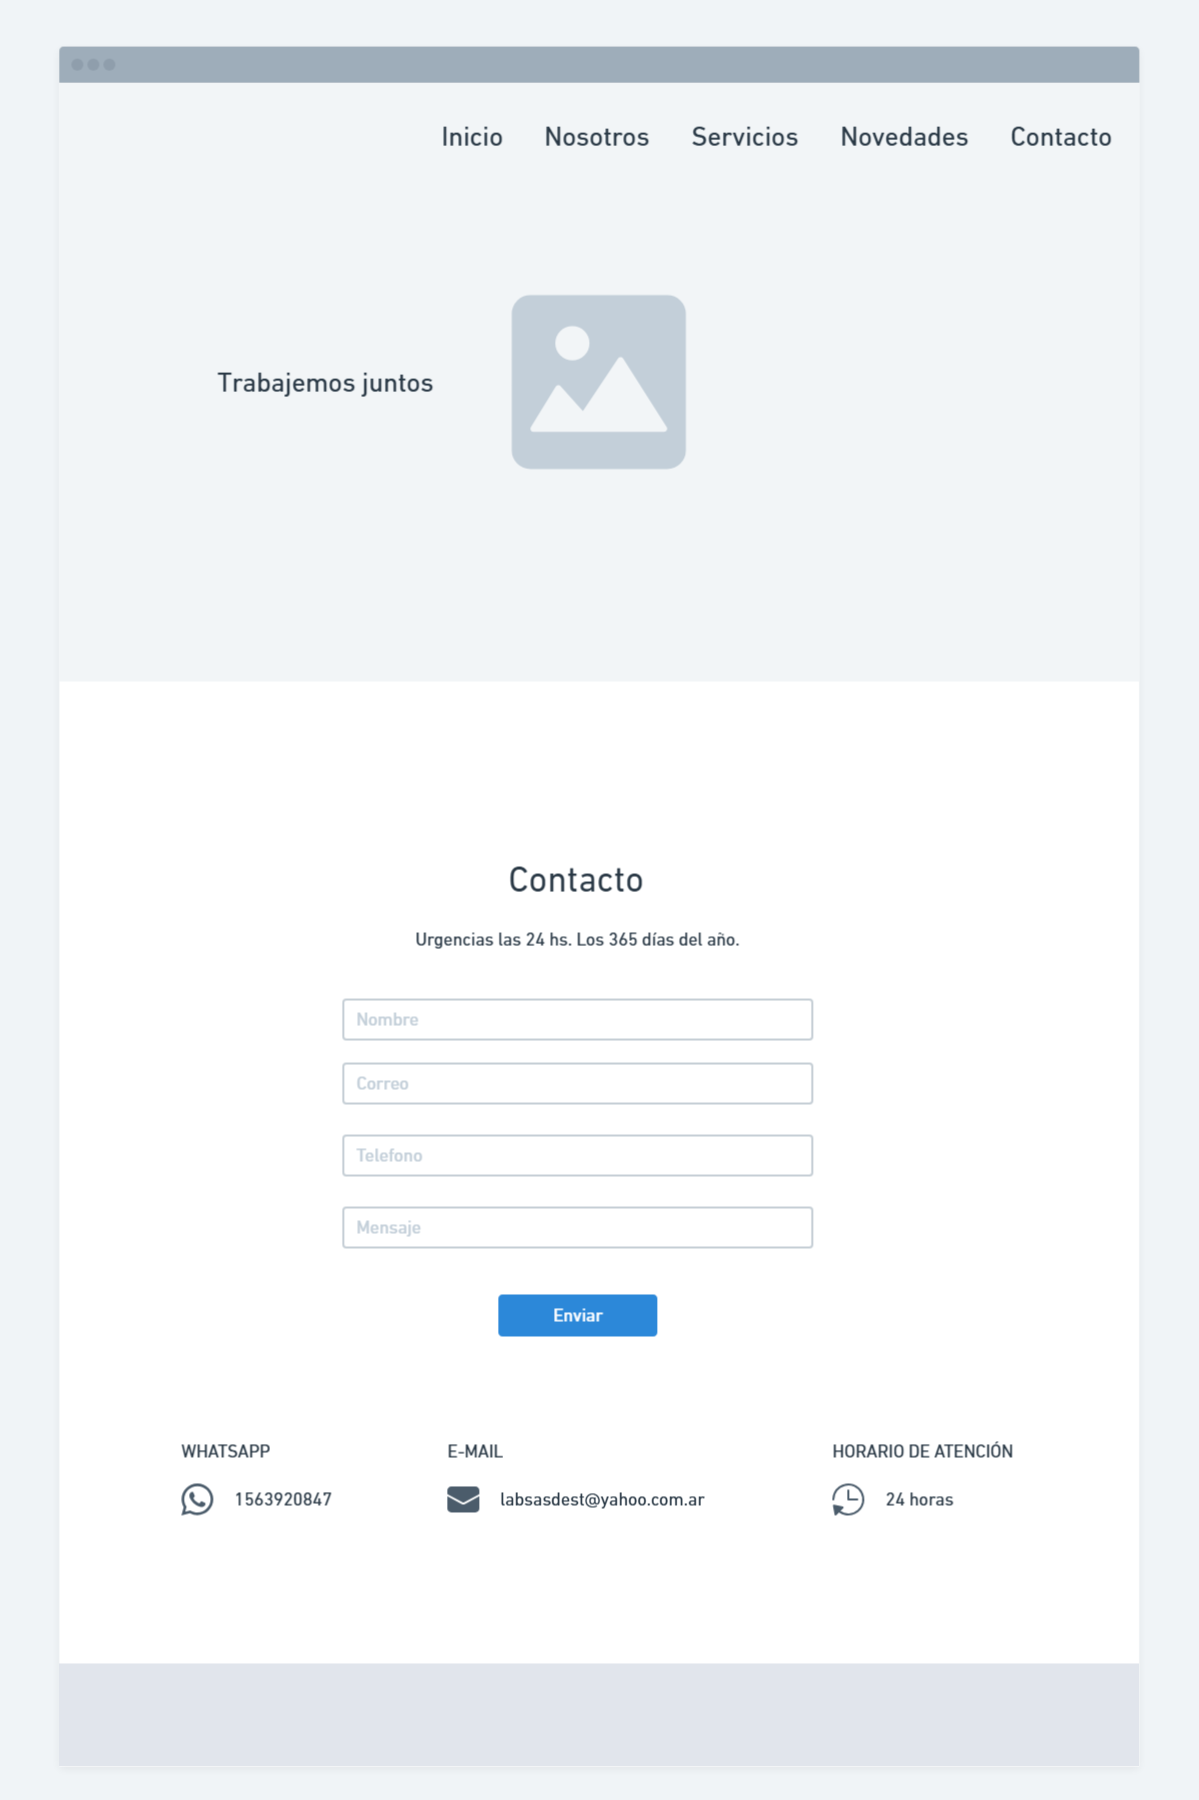 Inicio Nosotros Servicios Novedades Contacto
Trabajemos juntos
Contacto
Urgencias las 24 hs. Los 365 días del año.
Nombre
Correo
Telefono
Mensaje
Enviar
WHATSAPP
1563920847
E-MAIL
labsasdest@yahoo.com.ar
HORARIO DE ATENCIÓN
24 horas